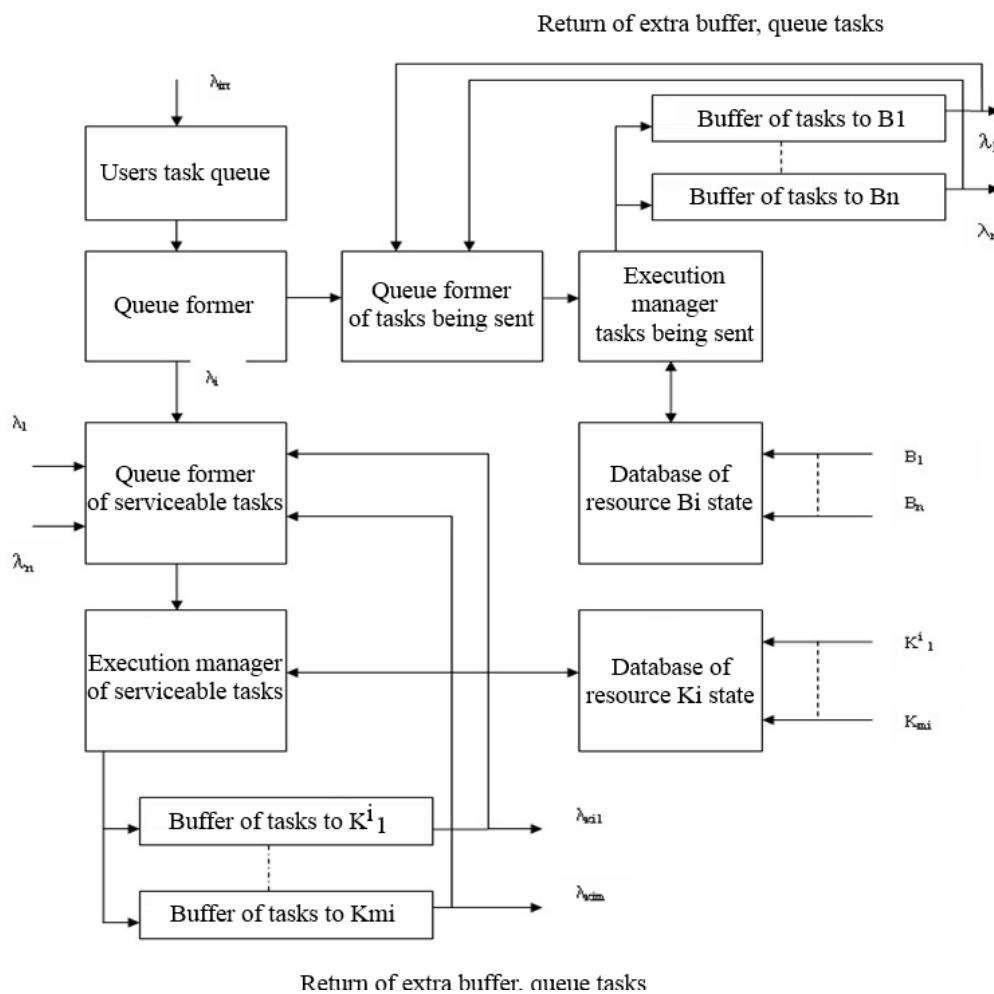 Return of extra buffer, queue tasks
λint
Users task queue
Buffer of tasks to B1
Buffer of tasks to Bn
Queue former
Queue former
of tasks being sent
Execution
manager
tasks being sent
λi
λ1
Queue former
of serviceable tasks
λn
Database of
resource Bi state
B1
Bn
Execution manager
of serviceable tasks
Database of
resource Ki state
Ki1
Kmi
Buffer of tasks to Ki1
Buffer of tasks to Kmi
Return of extra buffer, queue tasks